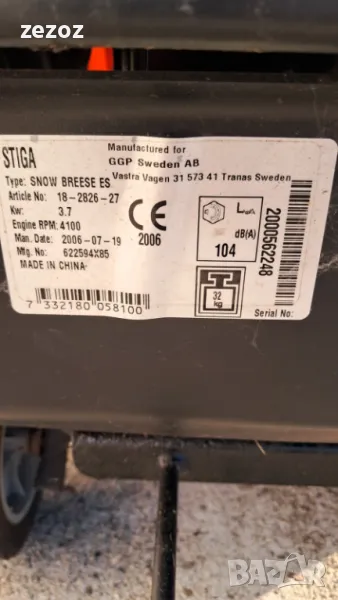 zezoz
STIGA
Manufactured for
GGP Sweden AB
Vastra Vagen 31 573 41 Tranas Sweden
Type: SNOW BREESE ES
Article No: 18-2826-27
Kw: 3.7
Engine RPM: 4100
Man. Date: 2006-07-19
Mfg. No: 622594X85
MADE IN CHINA
CE
2006
LWA
dB(A)
104
32
kg
2000562248
Serial No:
7 332180 058100
BAZAR
bg